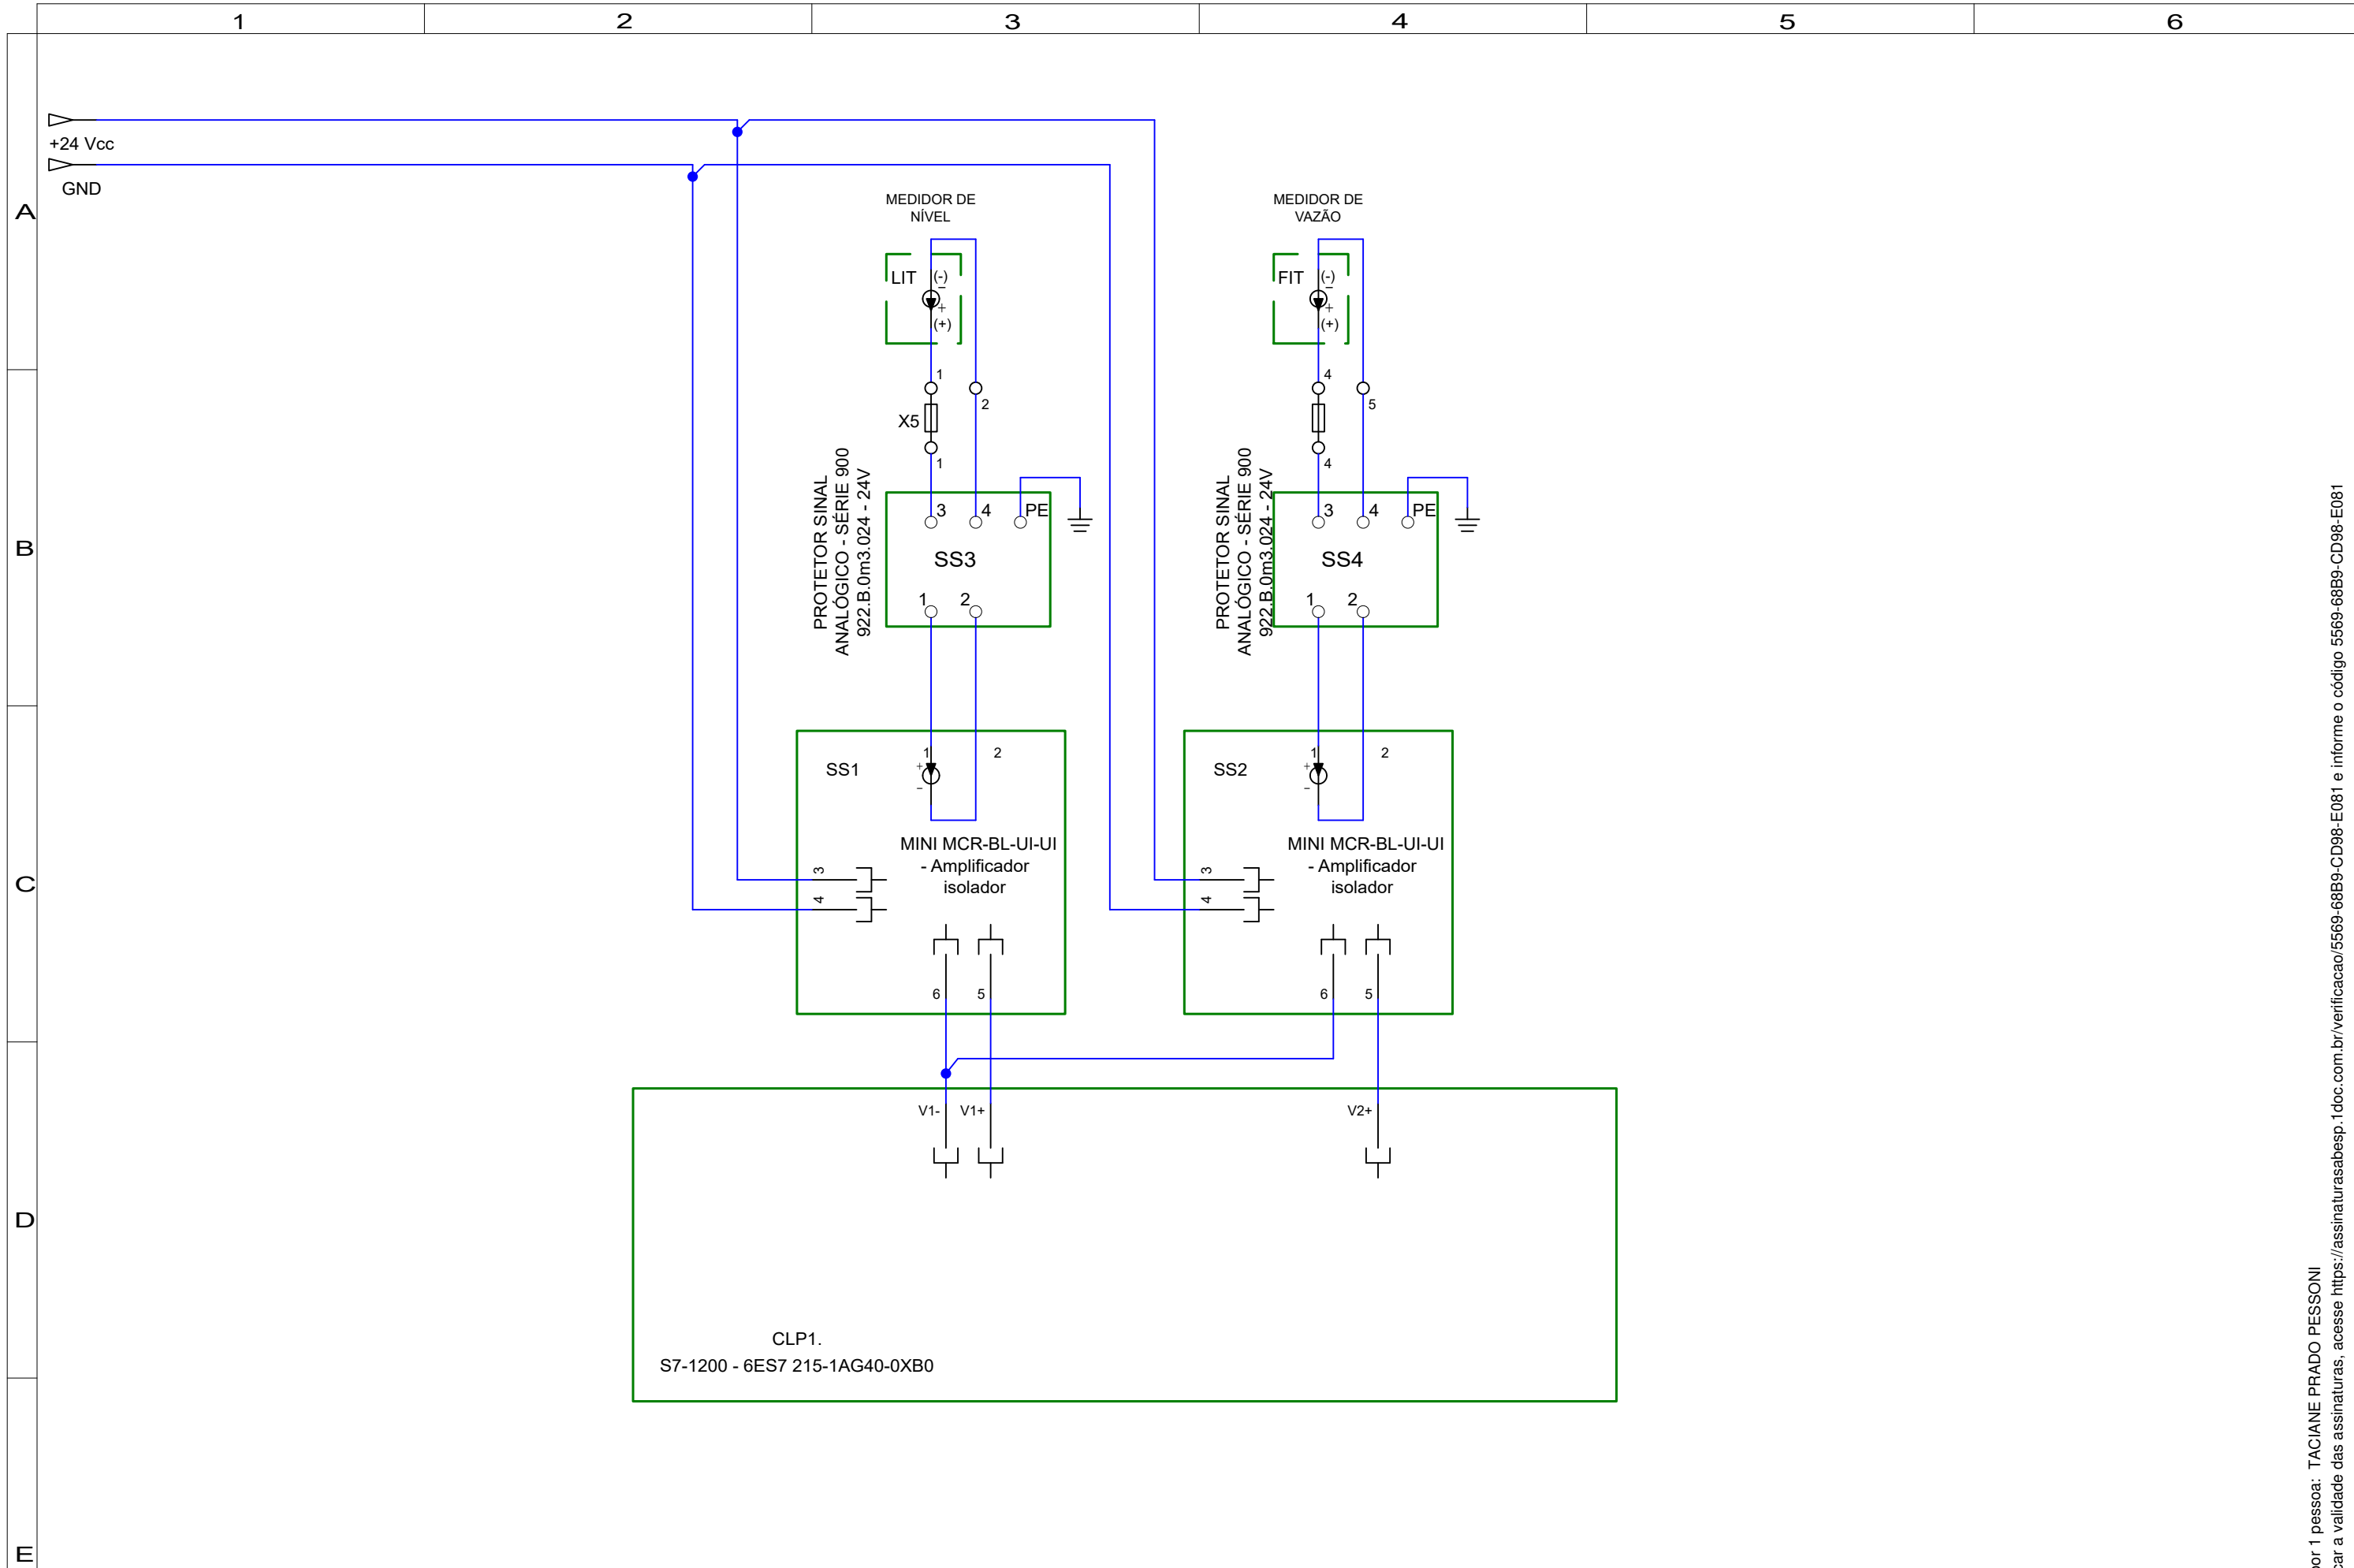 1 2 3 4 5 6
+24 Vcc
GND
A
MEDIDOR DE
NÍVEL
MEDIDOR DE
VAZÃO
LIT
(-)
−
+
(+)
FIT
(-)
−
+
(+)
1
2
X5
1
4
5
4
B
PROTETOR SINAL
ANALÓGICO - SÉRIE 900
922.B.0m3.024 - 24V
3 4 PE
SS3
1 2
PROTETOR SINAL
ANALÓGICO - SÉRIE 900
922.B.0m3.024 - 24V
3 4 PE
SS4
1 2
C
SS1
1 2
+
−
MINI MCR-BL-UI-UI
- Amplificador
isolador
3
4
6 5
SS2
1 2
+
−
MINI MCR-BL-UI-UI
- Amplificador
isolador
3
4
6 5
D
V1- V1+ V2+
CLP1.
S7-1200 - 6ES7 215-1AG40-0XB0
E
por 1 pessoa: TACIANE PRADO PESSONI
car a validade das assinaturas, acesse https://assinaturasabesp.1doc.com.br/verificacao/5569-68B9-CD98-E081 e informe o código 5569-68B9-CD98-E081